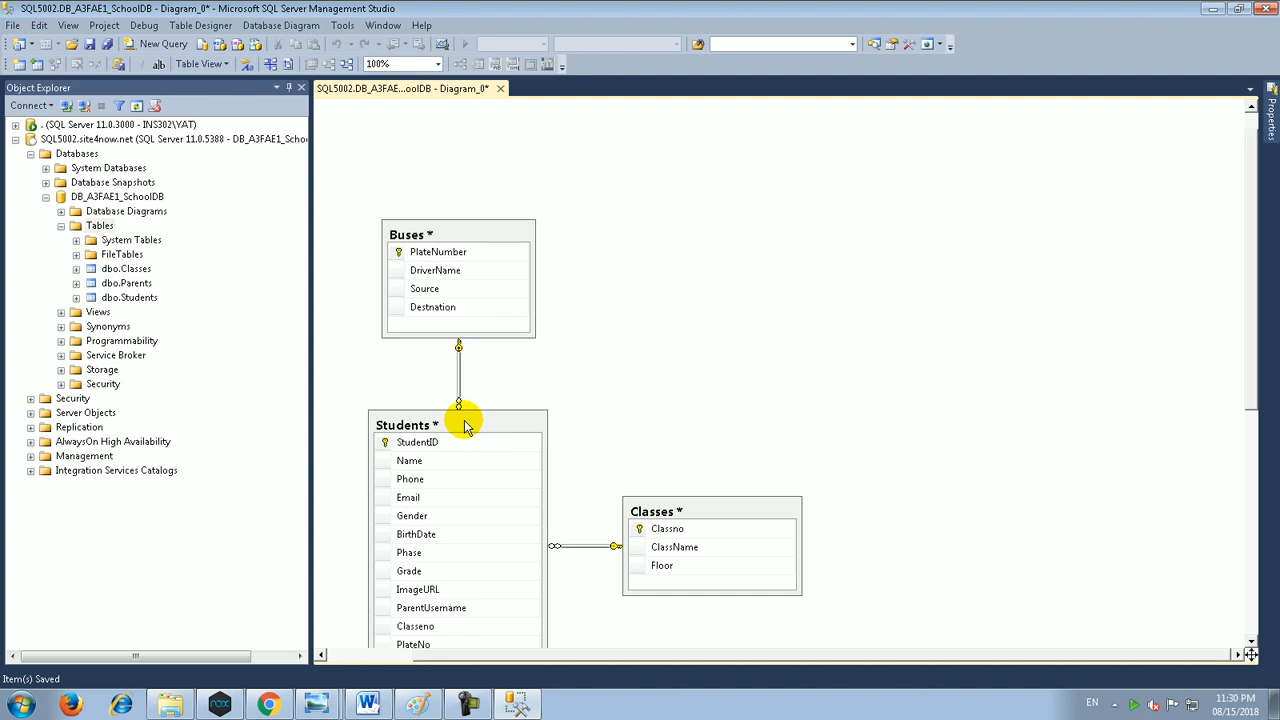 SQL5002.DB_A3FAE1_SchoolDB - Diagram_0* - Microsoft SQL Server Management Studio
File Edit View Project Debug Table Designer Database Diagram Tools Window Help
New Query
Table View 100%
Object Explorer
SQL5002.DB_A3FAE...oolDB - Diagram_0*
Properties
Connect
. (SQL Server 11.0.3000 - INS302\YAT)
SQL5002.site4now.net (SQL Server 11.0.5388 - DB_A3FAE1_Schoo
Databases
System Databases
Database Snapshots
DB_A3FAE1_SchoolDB
Database Diagrams
Tables
System Tables
FileTables
dbo.Classes
dbo.Parents
dbo.Students
Views
Synonyms
Programmability
Service Broker
Storage
Security
Security
Server Objects
Replication
AlwaysOn High Availability
Management
Integration Services Catalogs
Buses *
PlateNumber
DriverName
Source
Destnation
Students *
StudentID
Name
Phone
Email
Gender
BirthDate
Phase
Grade
ImageURL
ParentUsername
Classeno
PlateNo
Classes *
Classno
ClassName
Floor
Item(s) Saved
EN
11:30 PM
08/15/2018